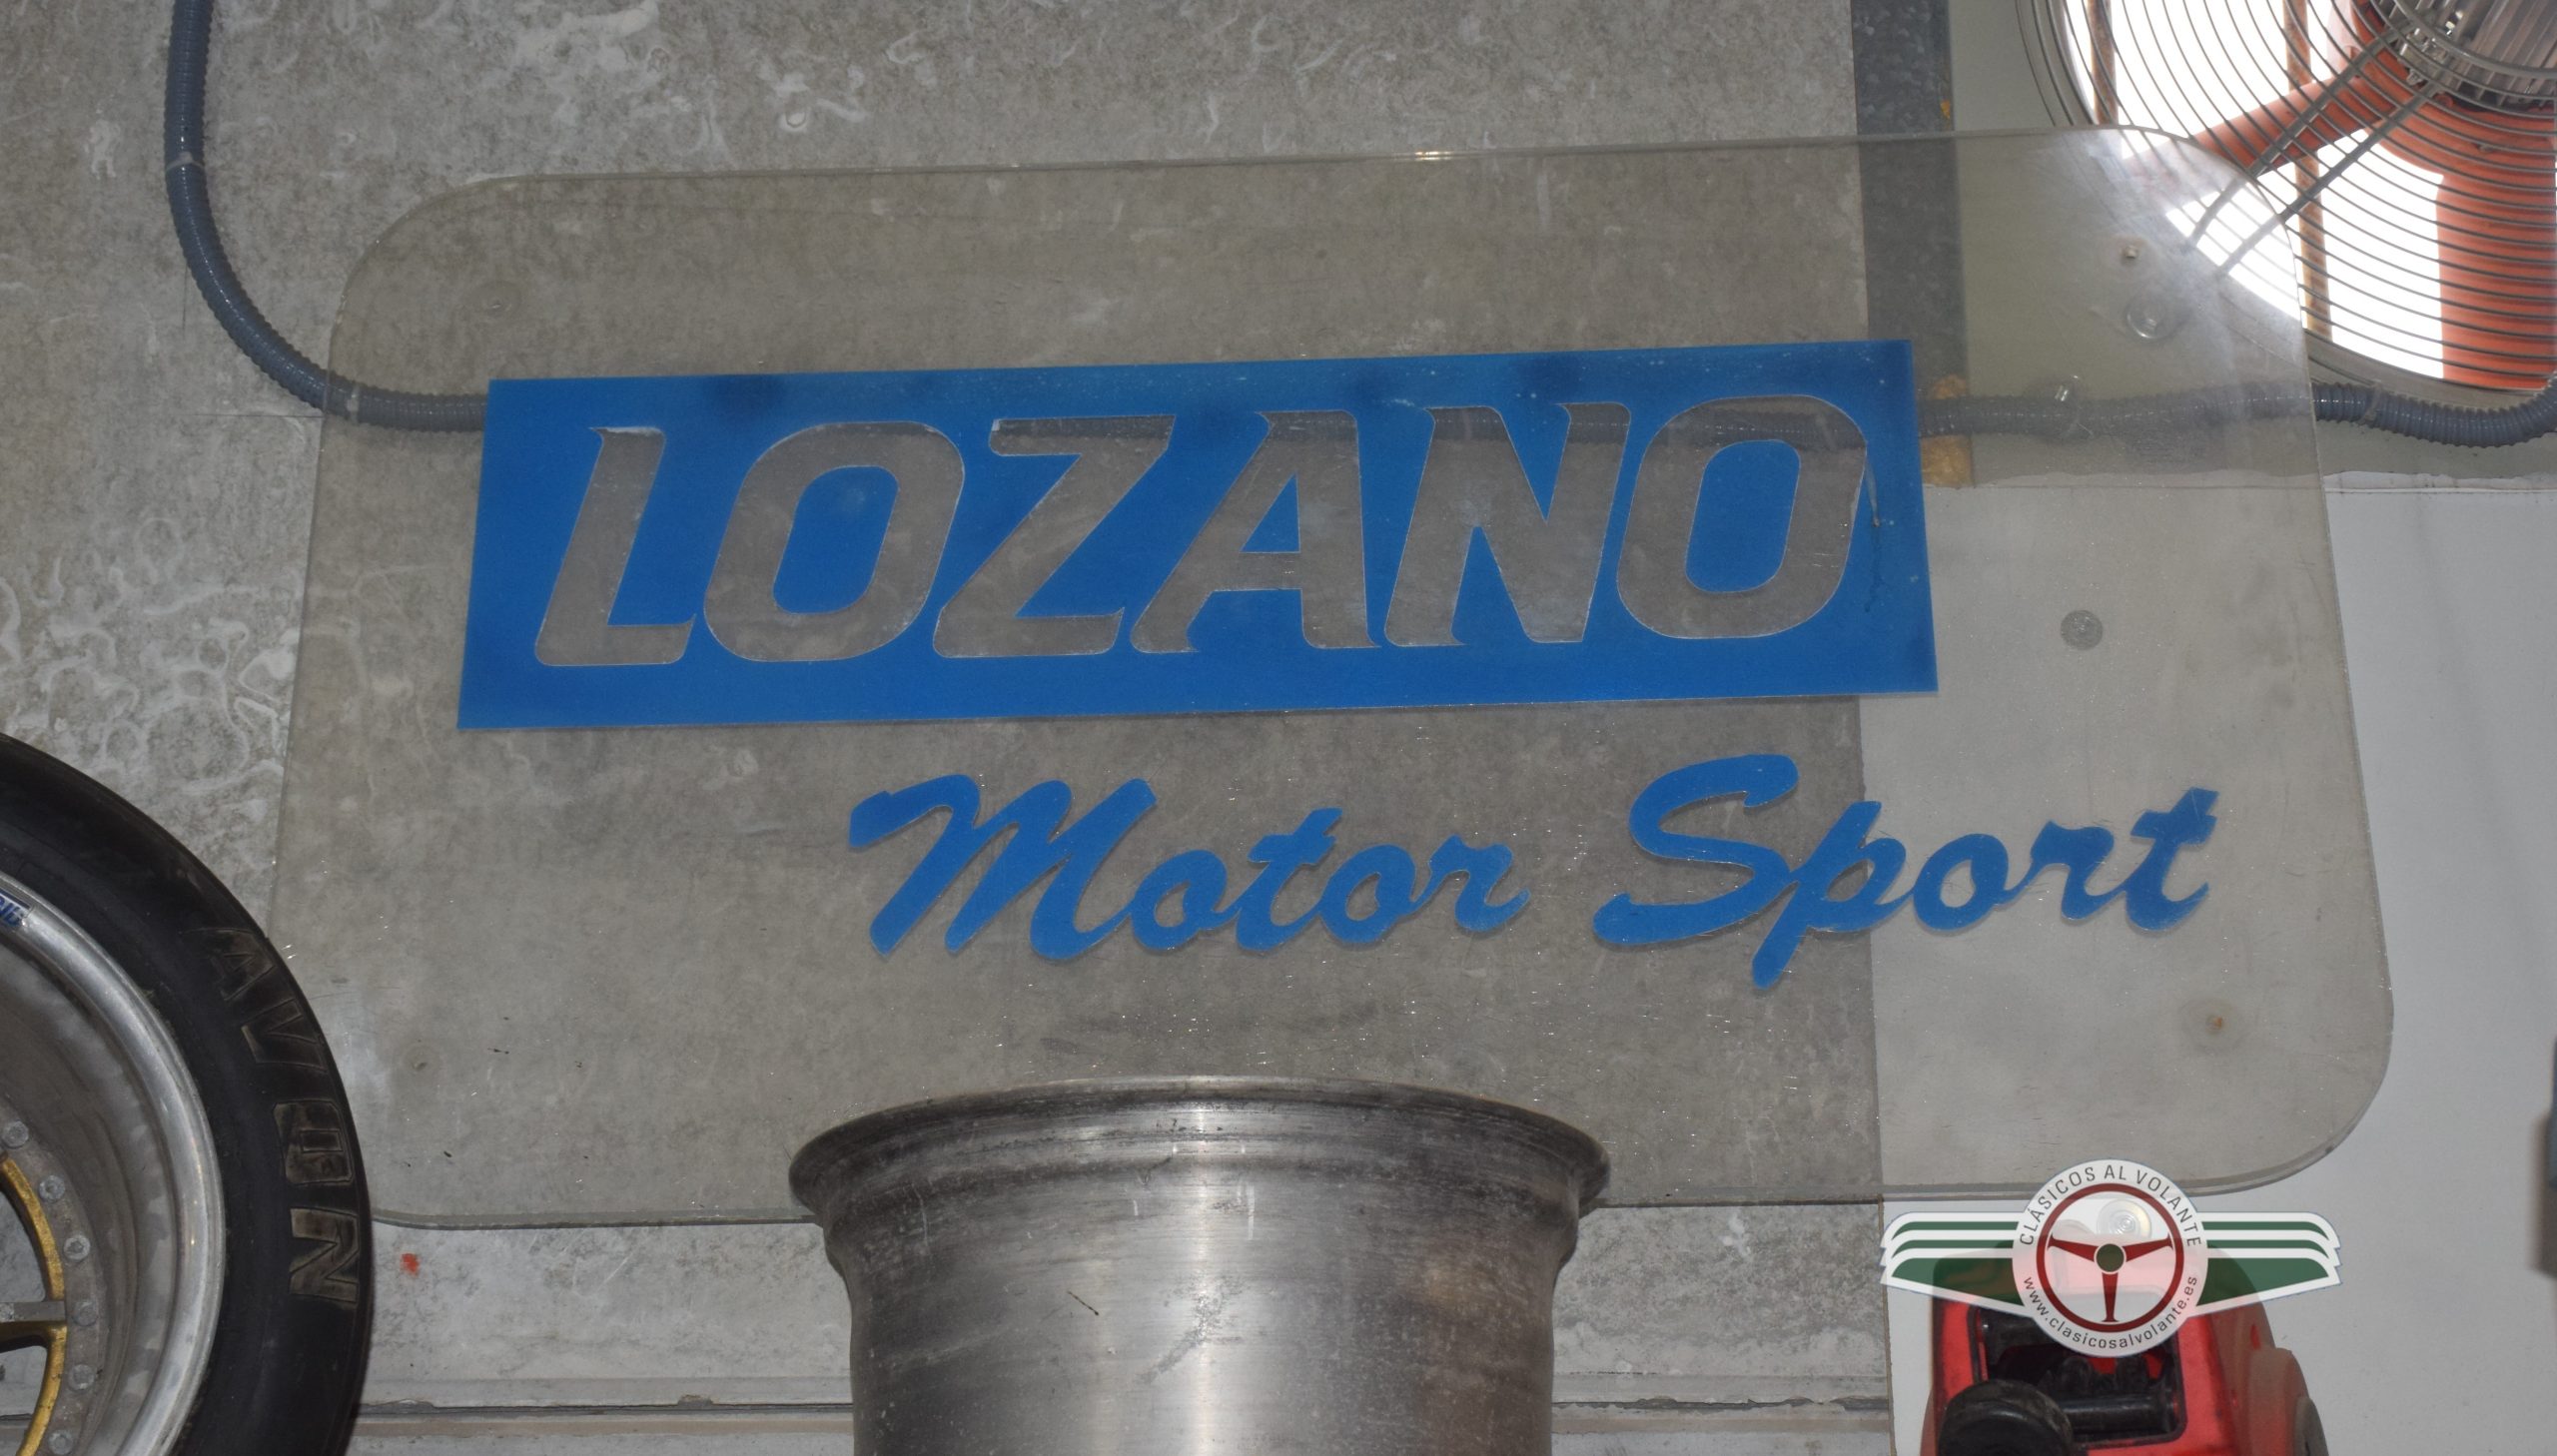 LOZANO
Motor Sport
AVON
CLÁSICOS AL VOLANTE
www.clasicosalvolante.es